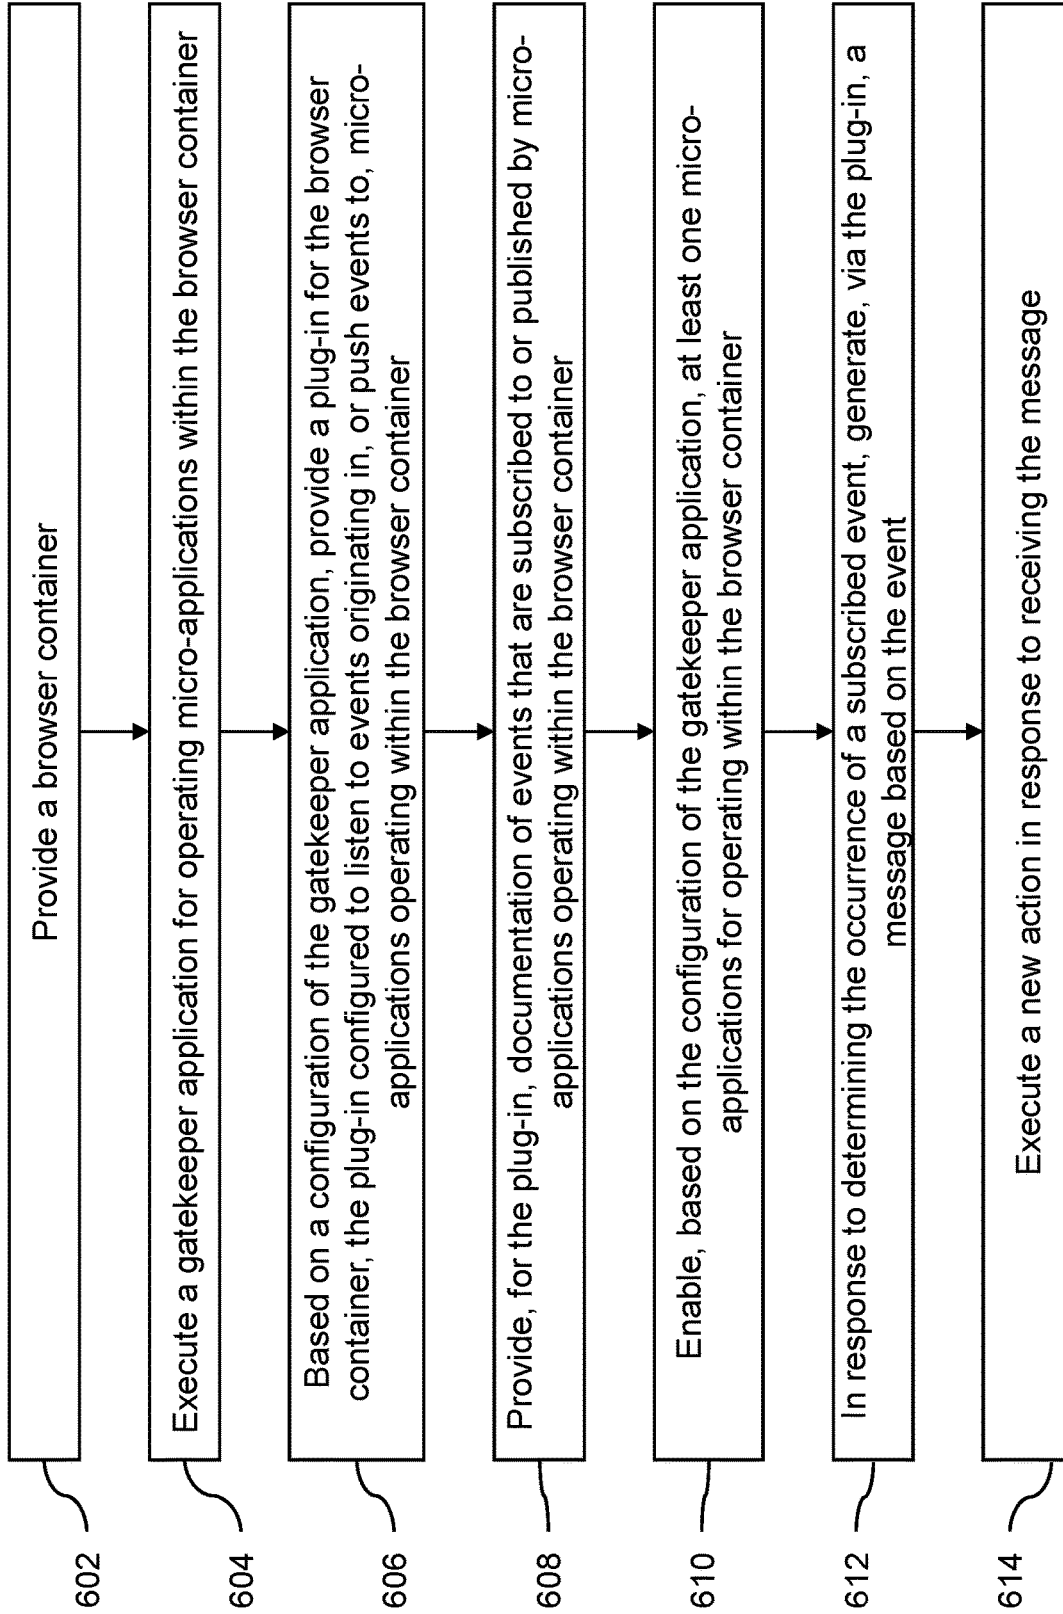 602
Provide a browser container
604
Execute a gatekeeper application for operating micro-applications within the browser container
606
Based on a configuration of the gatekeeper application, provide a plug-in for the browser
container, the plug-in configured to listen to events originating in, or push events to, micro-
applications operating within the browser container
608
Provide, for the plug-in, documentation of events that are subscribed to or published by micro-
applications operating within the browser container
610
Enable, based on the configuration of the gatekeeper application, at least one micro-
applications for operating within the browser container
612
In response to determining the occurrence of a subscribed event, generate, via the plug-in, a
message based on the event
614
Execute a new action in response to receiving the message